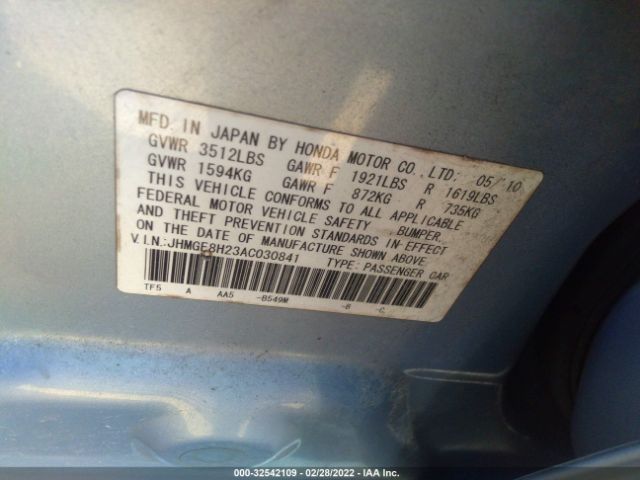 MFD. IN JAPAN BY HONDA MOTOR CO., LTD: 05/10
GVWR 3512LBS GAWR F 1921LBS R 1619LBS
GVWR 1594KG GAWR F 872KG R 735KG
THIS VEHICLE CONFORMS TO ALL APPLICABLE
FEDERAL MOTOR VEHICLE SAFETY, BUMPER,
AND THEFT PREVENTION STANDARDS IN EFFECT
ON THE DATE OF MANUFACTURE SHOWN ABOVE.
V.I.N.: JHMGE8H23AC030841 TYPE: PASSENGER CAR
TF5 A AA5 -B549M -B -C
000-32542109 - 02/28/2022 - IAA Inc.